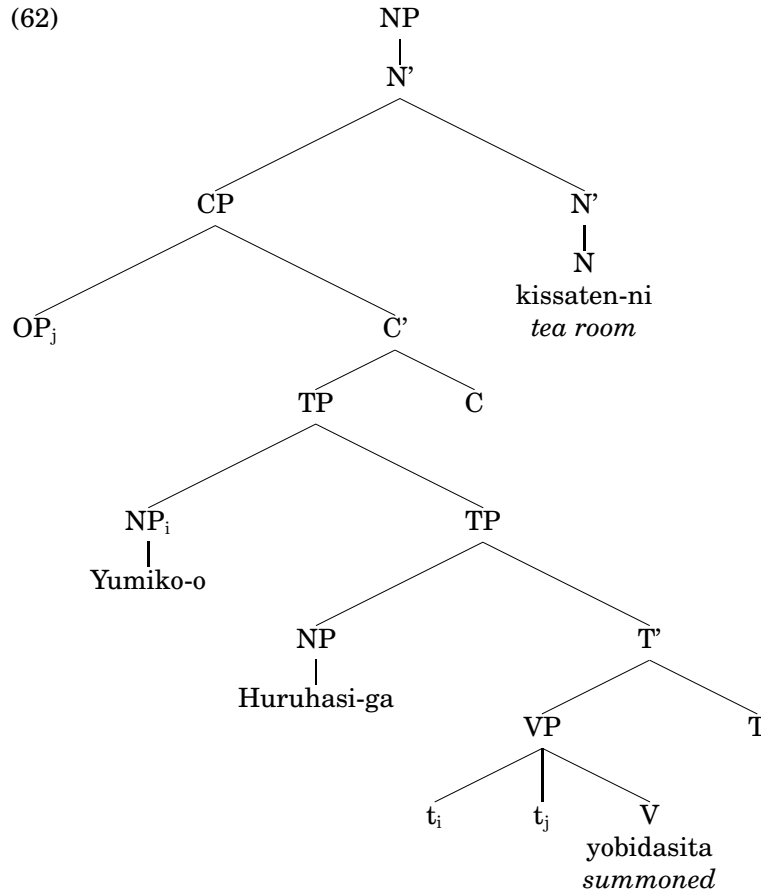 (62) NP
N’
CP N’
N
kissaten-ni
tea room
OPj C’
TP C
NPi TP
Yumiko-o
NP T’
Huruhasi-ga
VP T
ti tj V
yobidasita
summoned